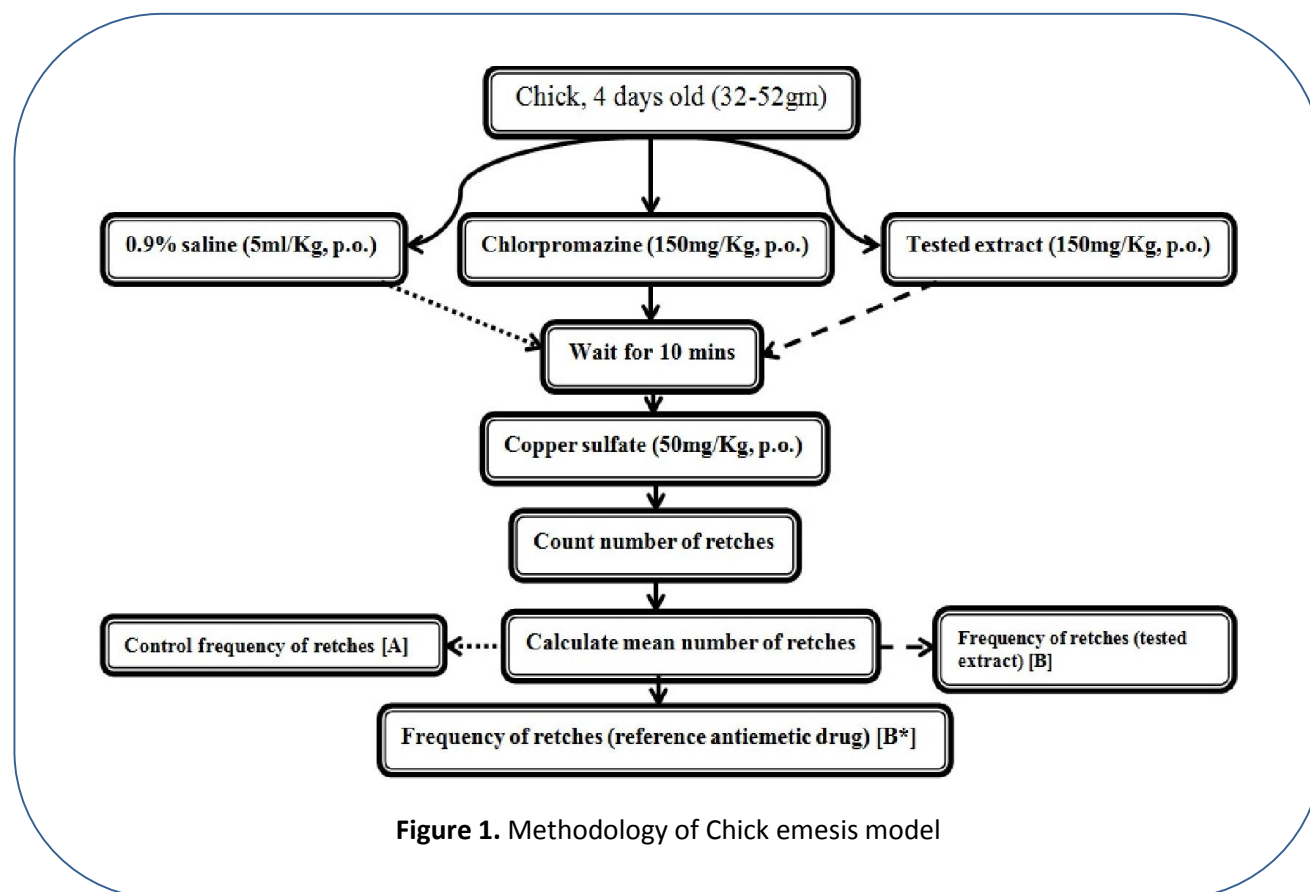 Chick, 4 days old (32-52gm)
0.9% saline (5ml/Kg, p.o.)
Chlorpromazine (150mg/Kg, p.o.)
Tested extract (150mg/Kg, p.o.)
Wait for 10 mins
Copper sulfate (50mg/Kg, p.o.)
Count number of retches
Control frequency of retches [A]
Calculate mean number of retches
Frequency of retches (tested
extract) [B]
Frequency of retches (reference antiemetic drug) [B*]
Figure 1. Methodology of Chick emesis model